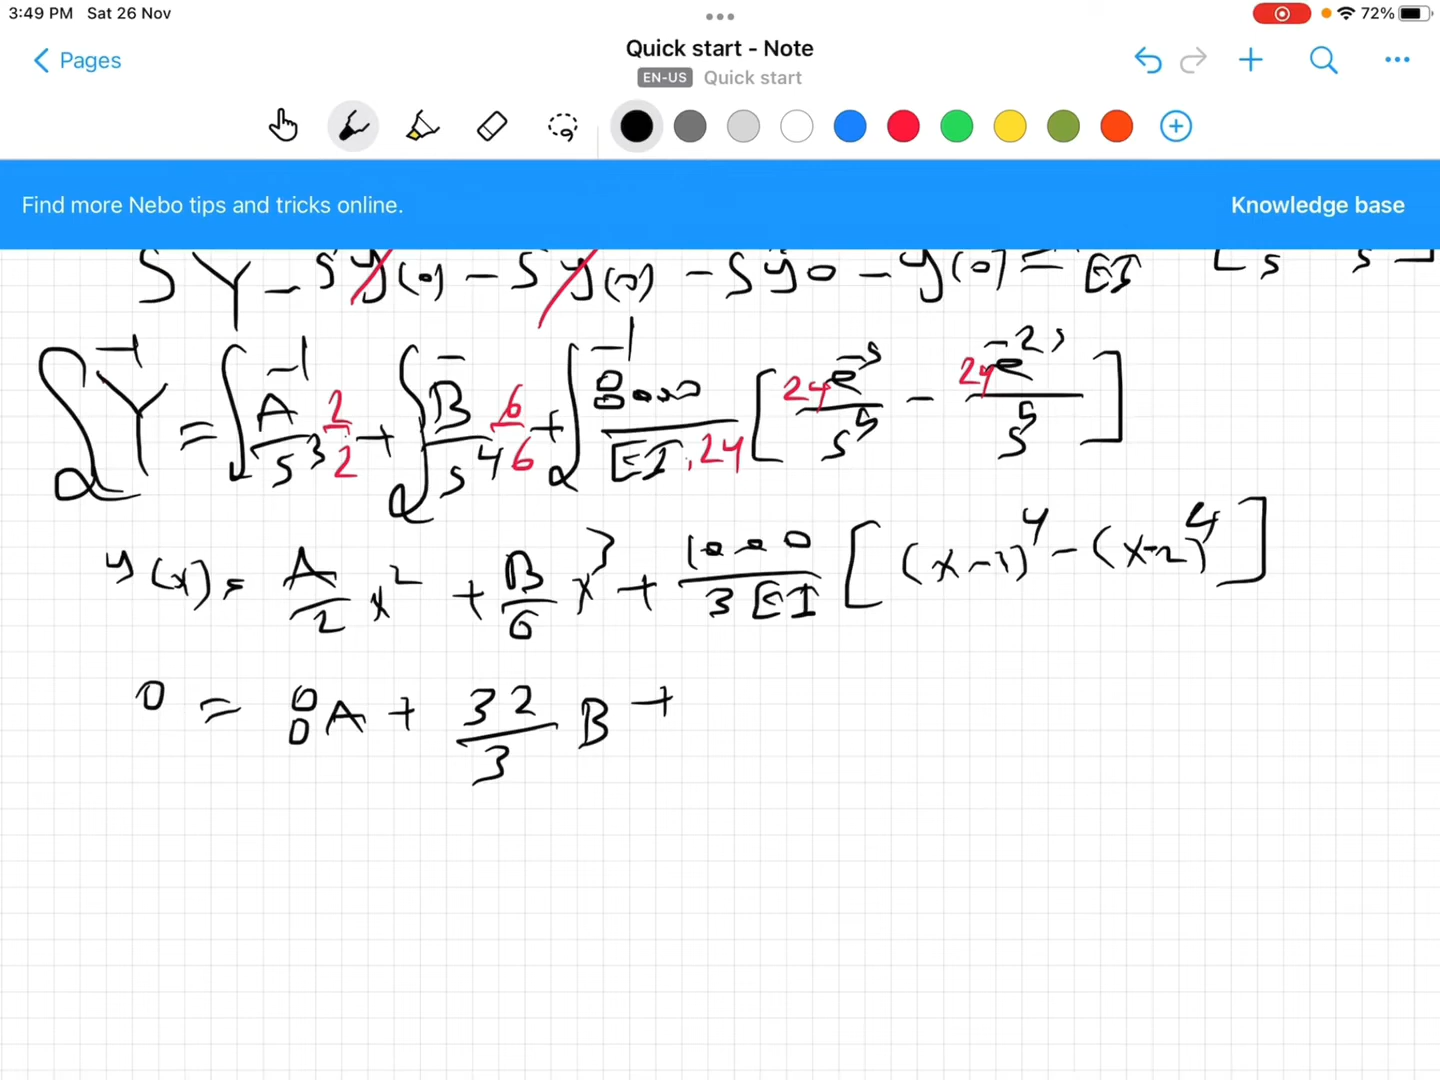 3:49 PM Sat 26 Nov
72%
Pages
Quick start - Note
EN-US Quick start
Find more Nebo tips and tricks online.
Knowledge base
SY - Sy(0) - Sy(0) - Sy0 - y(0) = EI [ s s ]
ℒ⁻¹Y = ℒ⁻¹ A/s³ 2/2 + ℒ⁻ B/s⁴ 6/6 + ℒ⁻¹ 8000/EI.24 [ 24e⁻ˢ/s⁵ - 24e⁻²ˢ/s⁵ ]
y(x) = A/2 x² + B/6 x³ + 1000/3EI [ (x-1)⁴ - (x-2)⁴ ]
0 = 8A + 32/3 B +